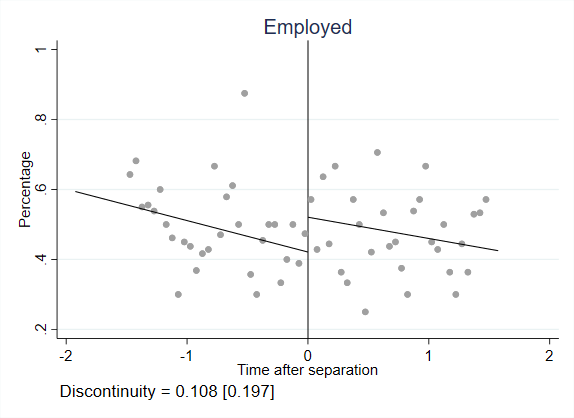 Employed
Percentage
1
.8
.6
.4
.2
-2 -1 0 1 2
Time after separation
Discontinuity = 0.108 [0.197]